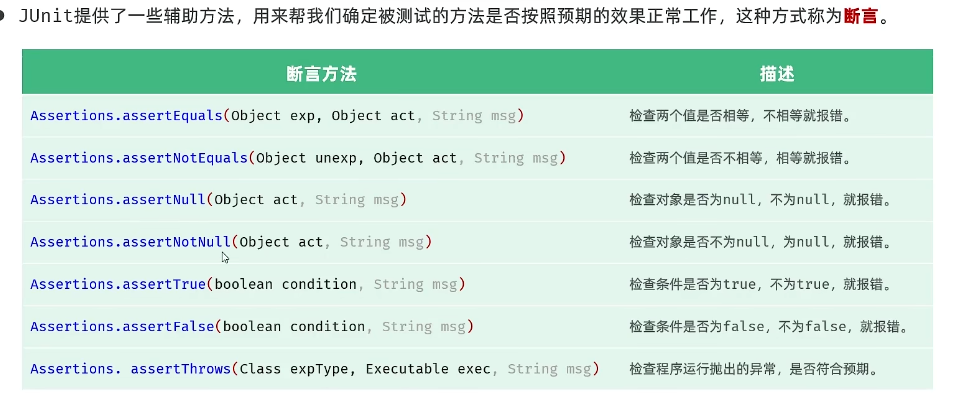 JUnit提供了一些辅助方法，用来帮我们确定被测试的方法是否按照预期的效果正常工作，这种方式称为断言。
断言方法 描述
Assertions.assertEquals(Object exp, Object act, String msg) 检查两个值是否相等，不相等就报错。
Assertions.assertNotEquals(Object unexp, Object act, String msg) 检查两个值是否不相等，相等就报错。
Assertions.assertNull(Object act, String msg) 检查对象是否为null，不为null，就报错。
Assertions.assertNotNull(Object act, String msg) 检查对象是否不为null，为null，就报错。
Assertions.assertTrue(boolean condition, String msg) 检查条件是否为true，不为true，就报错。
Assertions.assertFalse(boolean condition, String msg) 检查条件是否为false，不为false，就报错。
Assertions. assertThrows(Class expType, Executable exec, String msg) 检查程序运行抛出的异常，是否符合预期。